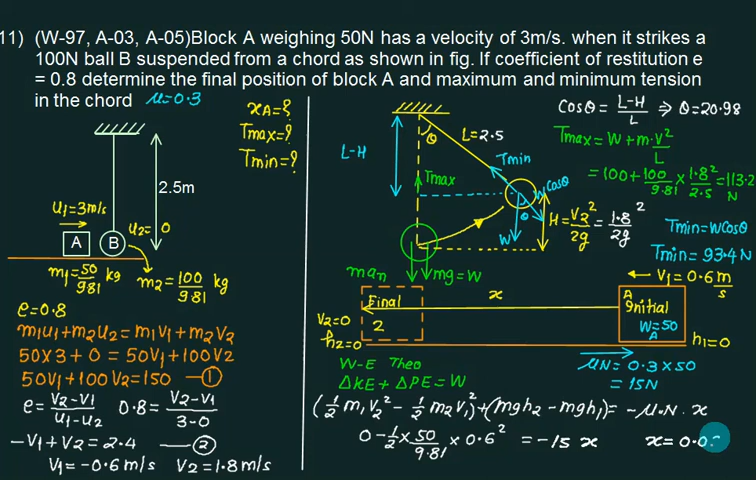 11) (W-97, A-03, A-05)Block A weighing 50N has a velocity of 3m/s. when it strikes a
100N ball B suspended from a chord as shown in fig. If coefficient of restitution e
= 0.8 determine the final position of block A and maximum and minimum tension
in the chord μ=0.3
xA=?
Tmax=?
Tmin=?
2.5m
u1=3m/s
u2=0
A
B
m1=50/9.81 kg
m2=100/9.81 kg
e=0.8
m1u1+m2u2=m1V1+m2V2
50x3+0=50V1+100V2
50V1+100V2=150 —①
e=V2-V1/u1-u2 0.8=V2-V1/3-0
-V1+V2=2.4 —②
V1=-0.6m/s V2=1.8m/s
L-H
θ
L=2.5
Tmin
Tmax
Wcosθ
θ
W
H=V2²/2g=1.8²/2g
man
mg=W
Cosθ=L-H/L ⇒ θ=20.98
Tmax=W+m·V²/L
=100+100/9.81×1.8²/2.5=113.2
N
Tmin=Wcosθ
Tmin=93.4N
V1=0.6m/s
x
Final
2
V2=0
h2=0
A
Initial
W=50
A
h1=0
μN=0.3×50
=15N
W-E Theo
ΔKE+ΔPE=W
(½m1V2²-½m2V1²)+(mgh2-mgh1)=-μ·N·x
0-½×50/9.81×0.6²=-15x